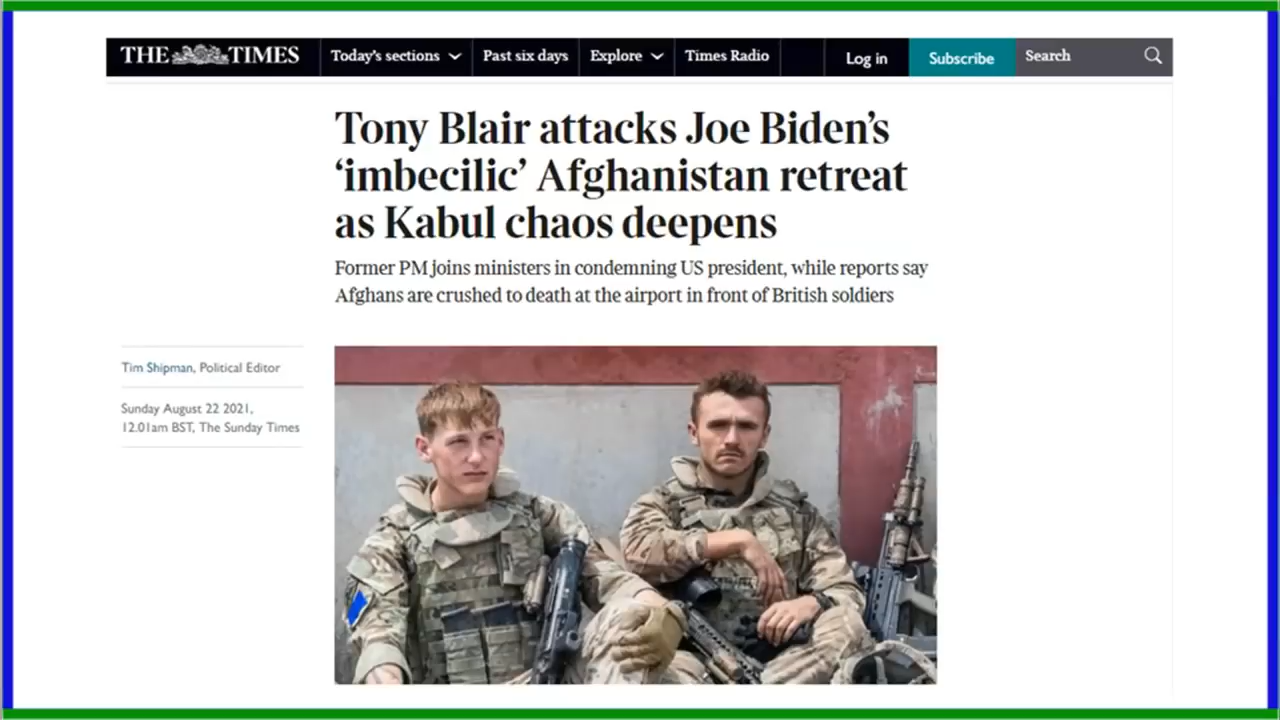 THE TIMES
Today's sections
Past six days
Explore
Times Radio
Log in
Subscribe
Search
Tony Blair attacks Joe Biden's
‘imbecilic’ Afghanistan retreat
as Kabul chaos deepens
Former PM joins ministers in condemning US president, while reports say
Afghans are crushed to death at the airport in front of British soldiers
Tim Shipman, Political Editor
Sunday August 22 2021,
12.01am BST, The Sunday Times